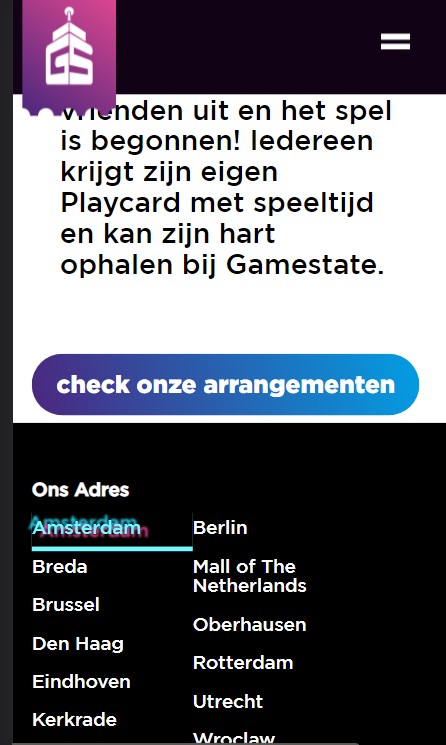 GS
vrienden uit en het spel
is begonnen! Iedereen
krijgt zijn eigen
Playcard met speeltijd
en kan zijn hart
ophalen bij Gamestate.
check onze arrangementen
Ons Adres
Amsterdam
Breda
Brussel
Den Haag
Eindhoven
Kerkrade
Berlin
Mall of The
Netherlands
Oberhausen
Rotterdam
Utrecht
Wroclaw